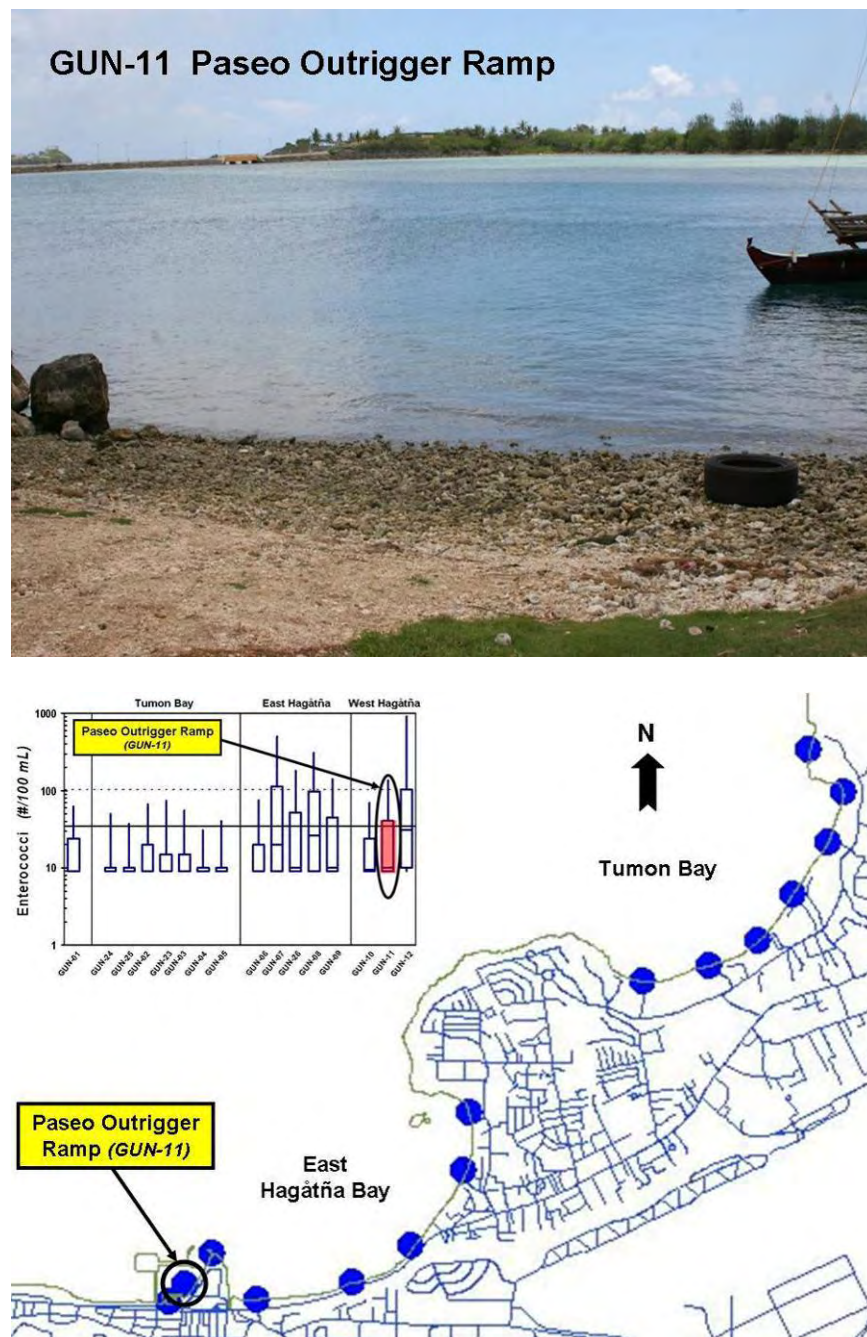 GUN-11 Paseo Outrigger Ramp
Tumon Bay East Hagåtña West Hagåtña
1000
100
10
1
Enterococci (#/100 mL)
Paseo Outrigger Ramp
(GUN-11)
GUN-01 GUN-24 GUN-25 GUN-02 GUN-23 GUN-03 GUN-04 GUN-05 GUN-06 GUN-07 GUN-26 GUN-08 GUN-09 GUN-10 GUN-11 GUN-12
N
Tumon Bay
Paseo Outrigger
Ramp (GUN-11)
East
Hagåtña Bay